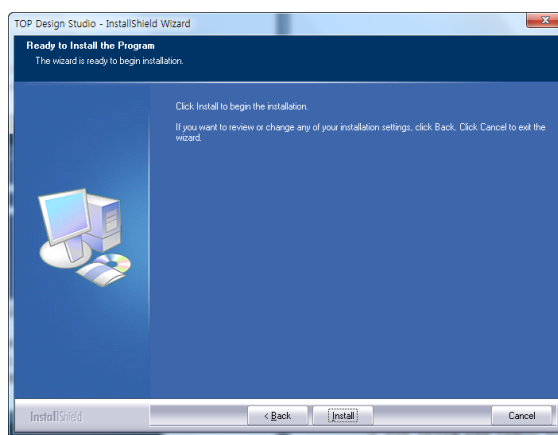 TOP Design Studio - InstallShield Wizard
Ready to Install the Program
The wizard is ready to begin installation.
Click Install to begin the installation.
If you want to review or change any of your installation settings, click Back. Click Cancel to exit the
wizard.
InstallShield
< Back
Install
Cancel